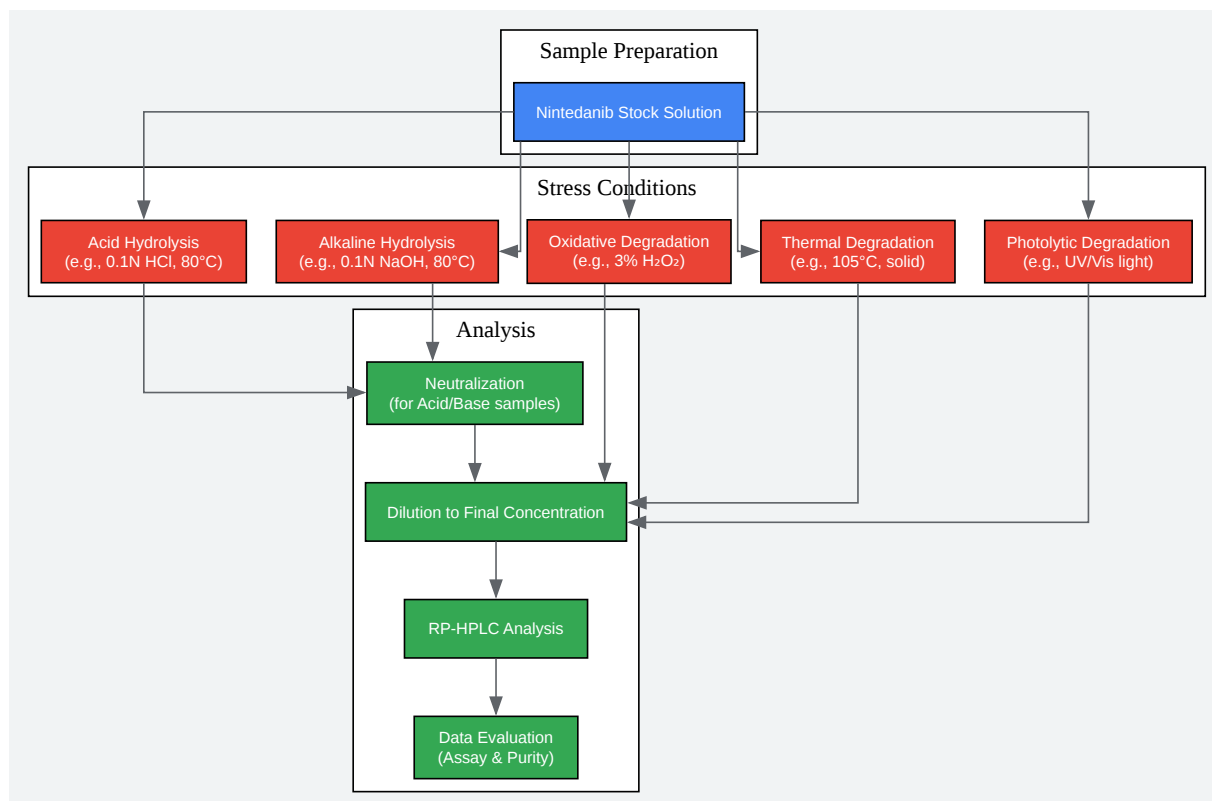 Sample Preparation
Nintedanib Stock Solution
Stress Conditions
Acid Hydrolysis
(e.g., 0.1N HCl, 80°C)
Alkaline Hydrolysis
(e.g., 0.1N NaOH, 80°C)
Oxidative Degradation
(e.g., 3% H₂O₂)
Thermal Degradation
(e.g., 105°C, solid)
Photolytic Degradation
(e.g., UV/Vis light)
Analysis
Neutralization
(for Acid/Base samples)
Dilution to Final Concentration
RP-HPLC Analysis
Data Evaluation
(Assay & Purity)